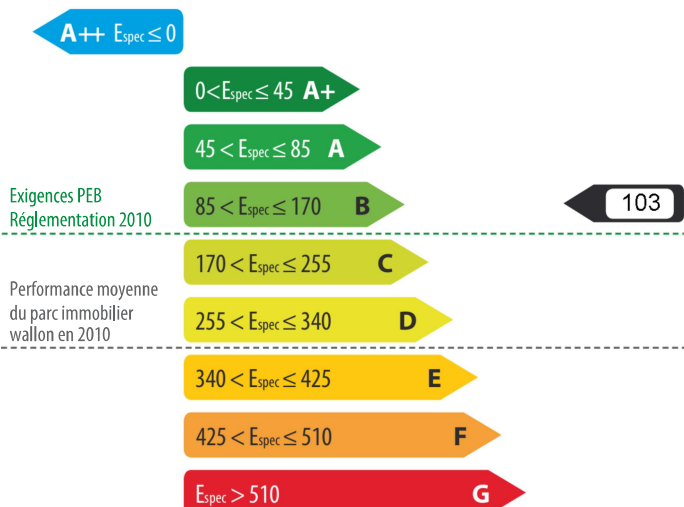 A++ Espec ≤ 0
0 < Espec ≤ 45 A+
45 < Espec ≤ 85 A
Exigences PEB
Réglementation 2010
85 < Espec ≤ 170 B
103
170 < Espec ≤ 255 C
Performance moyenne
du parc immobilier
wallon en 2010
255 < Espec ≤ 340 D
340 < Espec ≤ 425 E
425 < Espec ≤ 510 F
Espec > 510 G